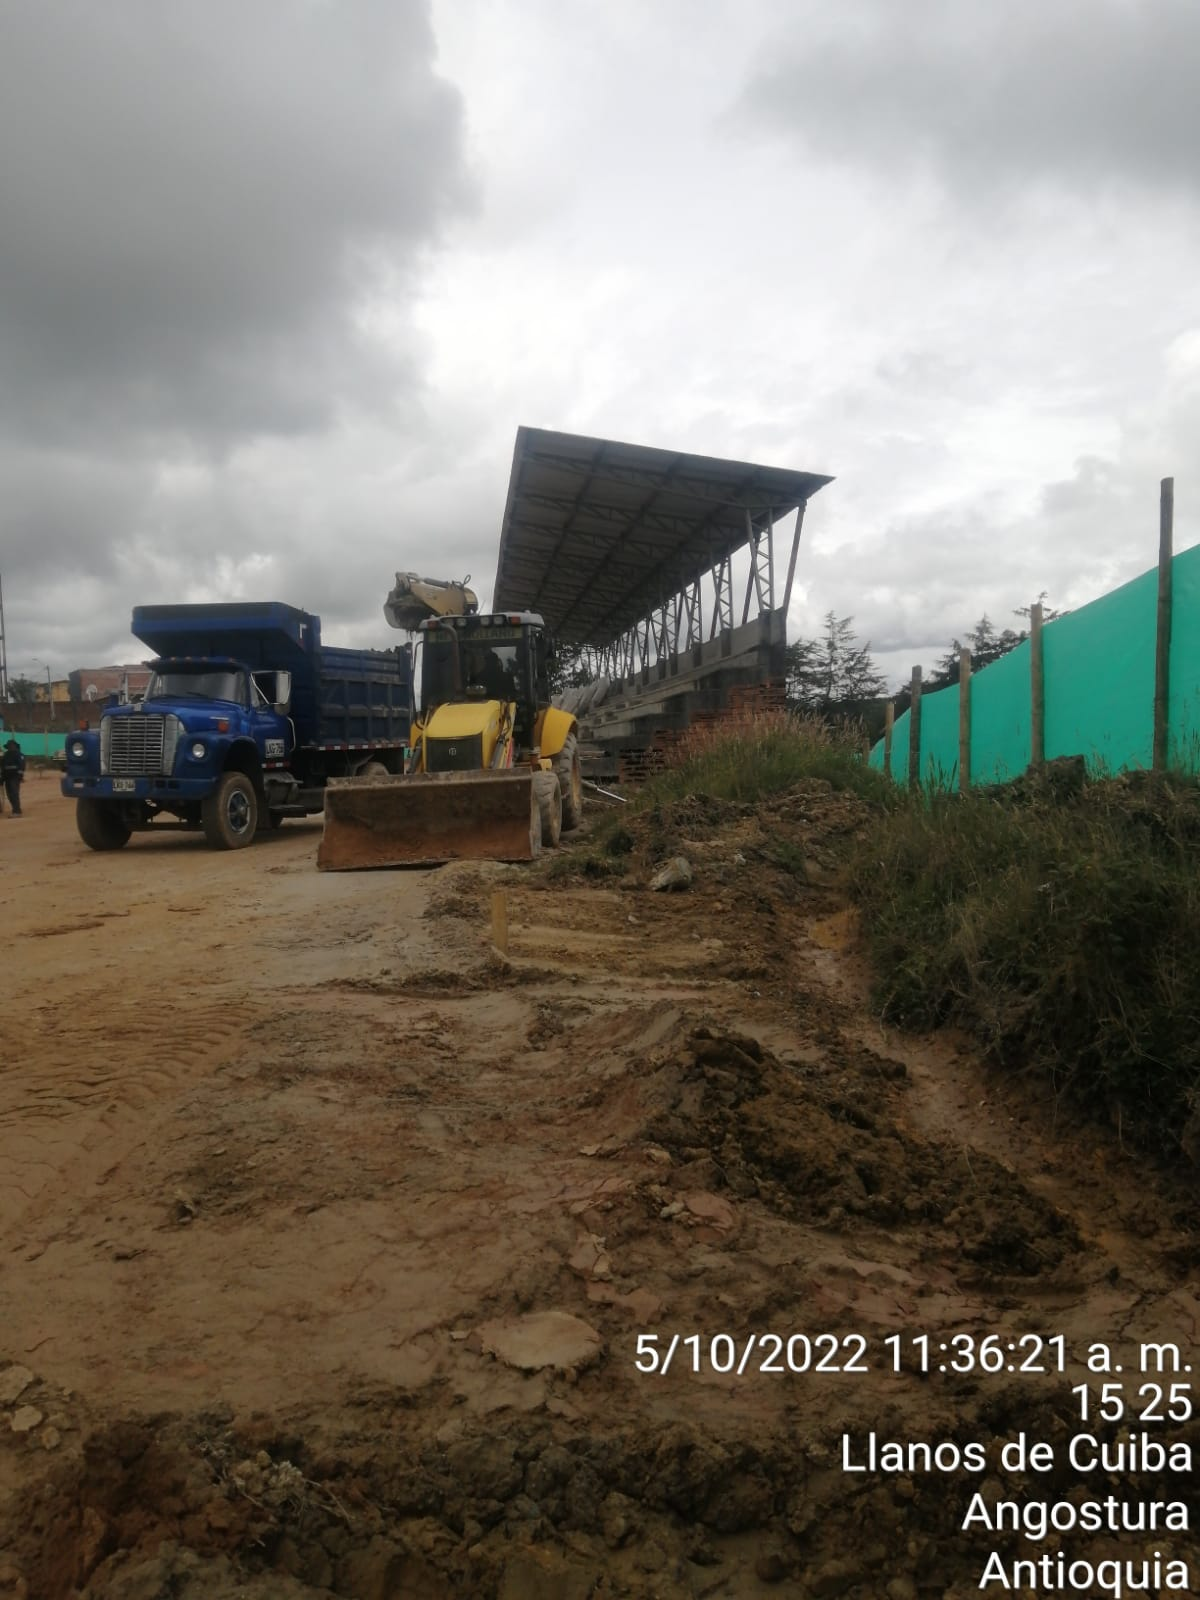 5/10/2022 11:36:21 a. m.
15 25
Llanos de Cuiba
Angostura
Antioquia